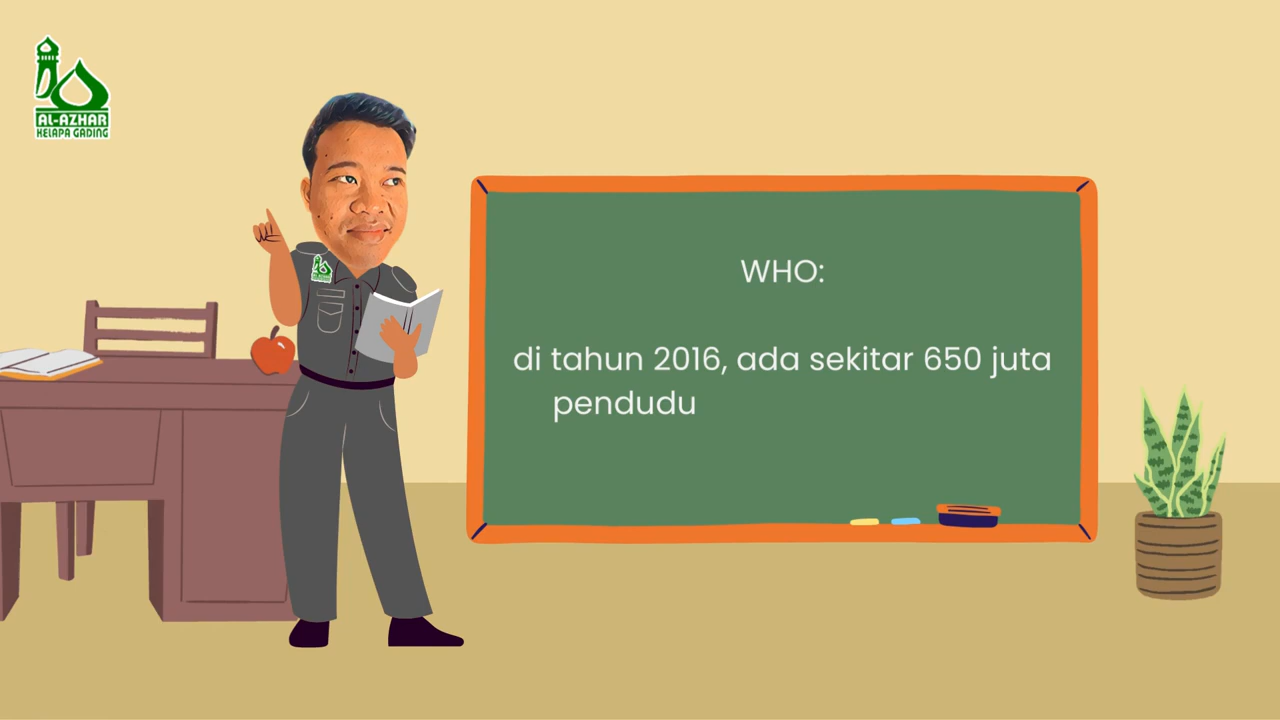 AL-AZHAR
KELAPA GADING
WHO:
di tahun 2016, ada sekitar 650 juta
pendudu